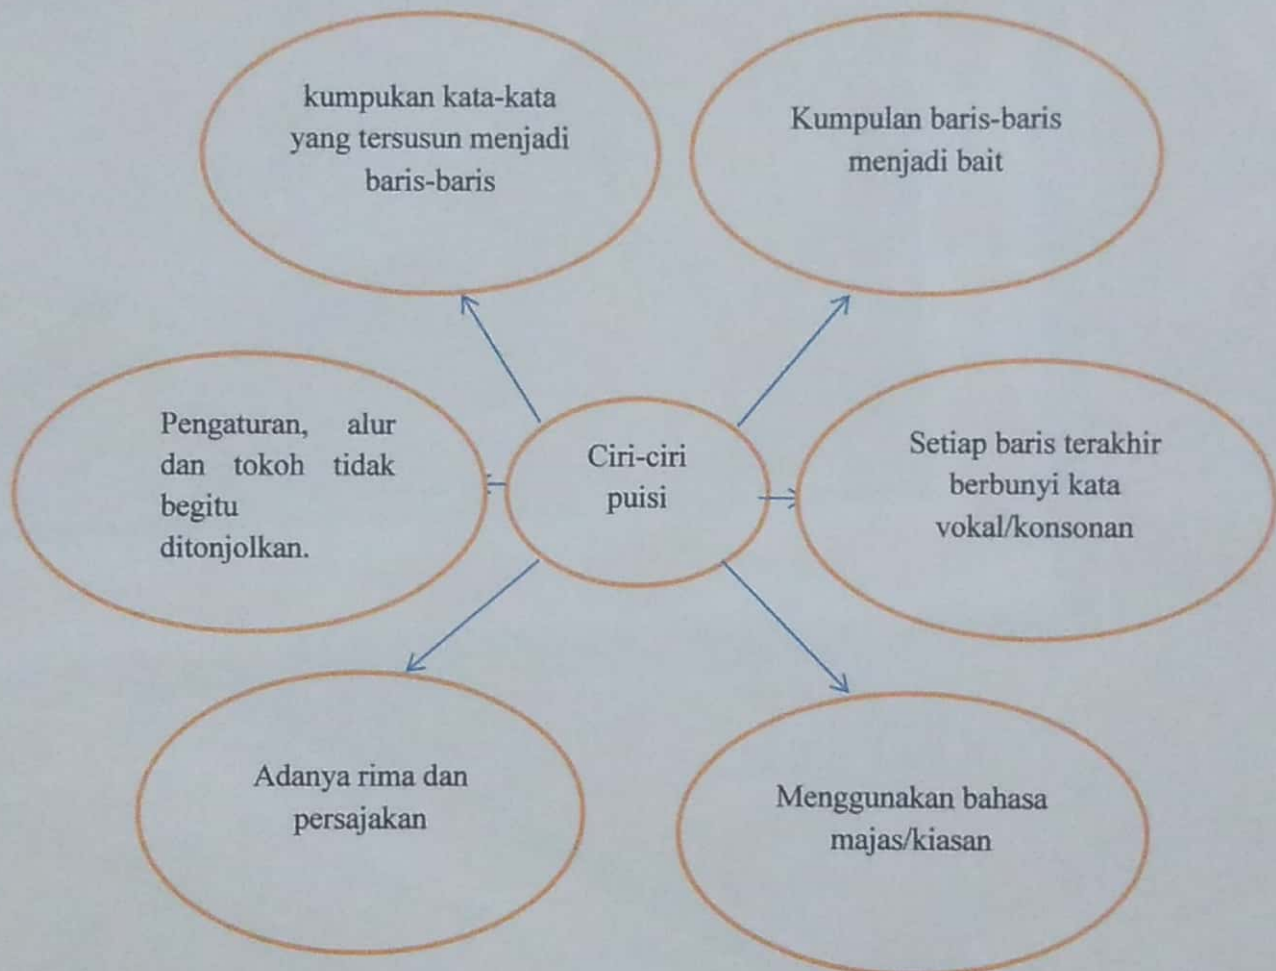 kumpukan kata-kata
yang tersusun menjadi
baris-baris
Kumpulan baris-baris
menjadi bait
Pengaturan, alur
dan tokoh tidak
begitu
ditonjolkan.
Ciri-ciri
puisi
Setiap baris terakhir
berbunyi kata
vokal/konsonan
Adanya rima dan
persajakan
Menggunakan bahasa
majas/kiasan